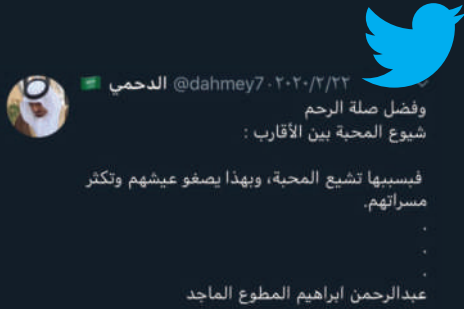 الدحمي @dahmey7 · ٢٠٢٠/٢/٢٢
وفضل صلة الرحم
شيوع المحبة بين الأقارب :
فبسببها تشيع المحبة، وبهذا يصغو عيشهم وتكثر
مسراتهم.
.
.
.
عبدالرحمن ابراهيم المطوع الماجد